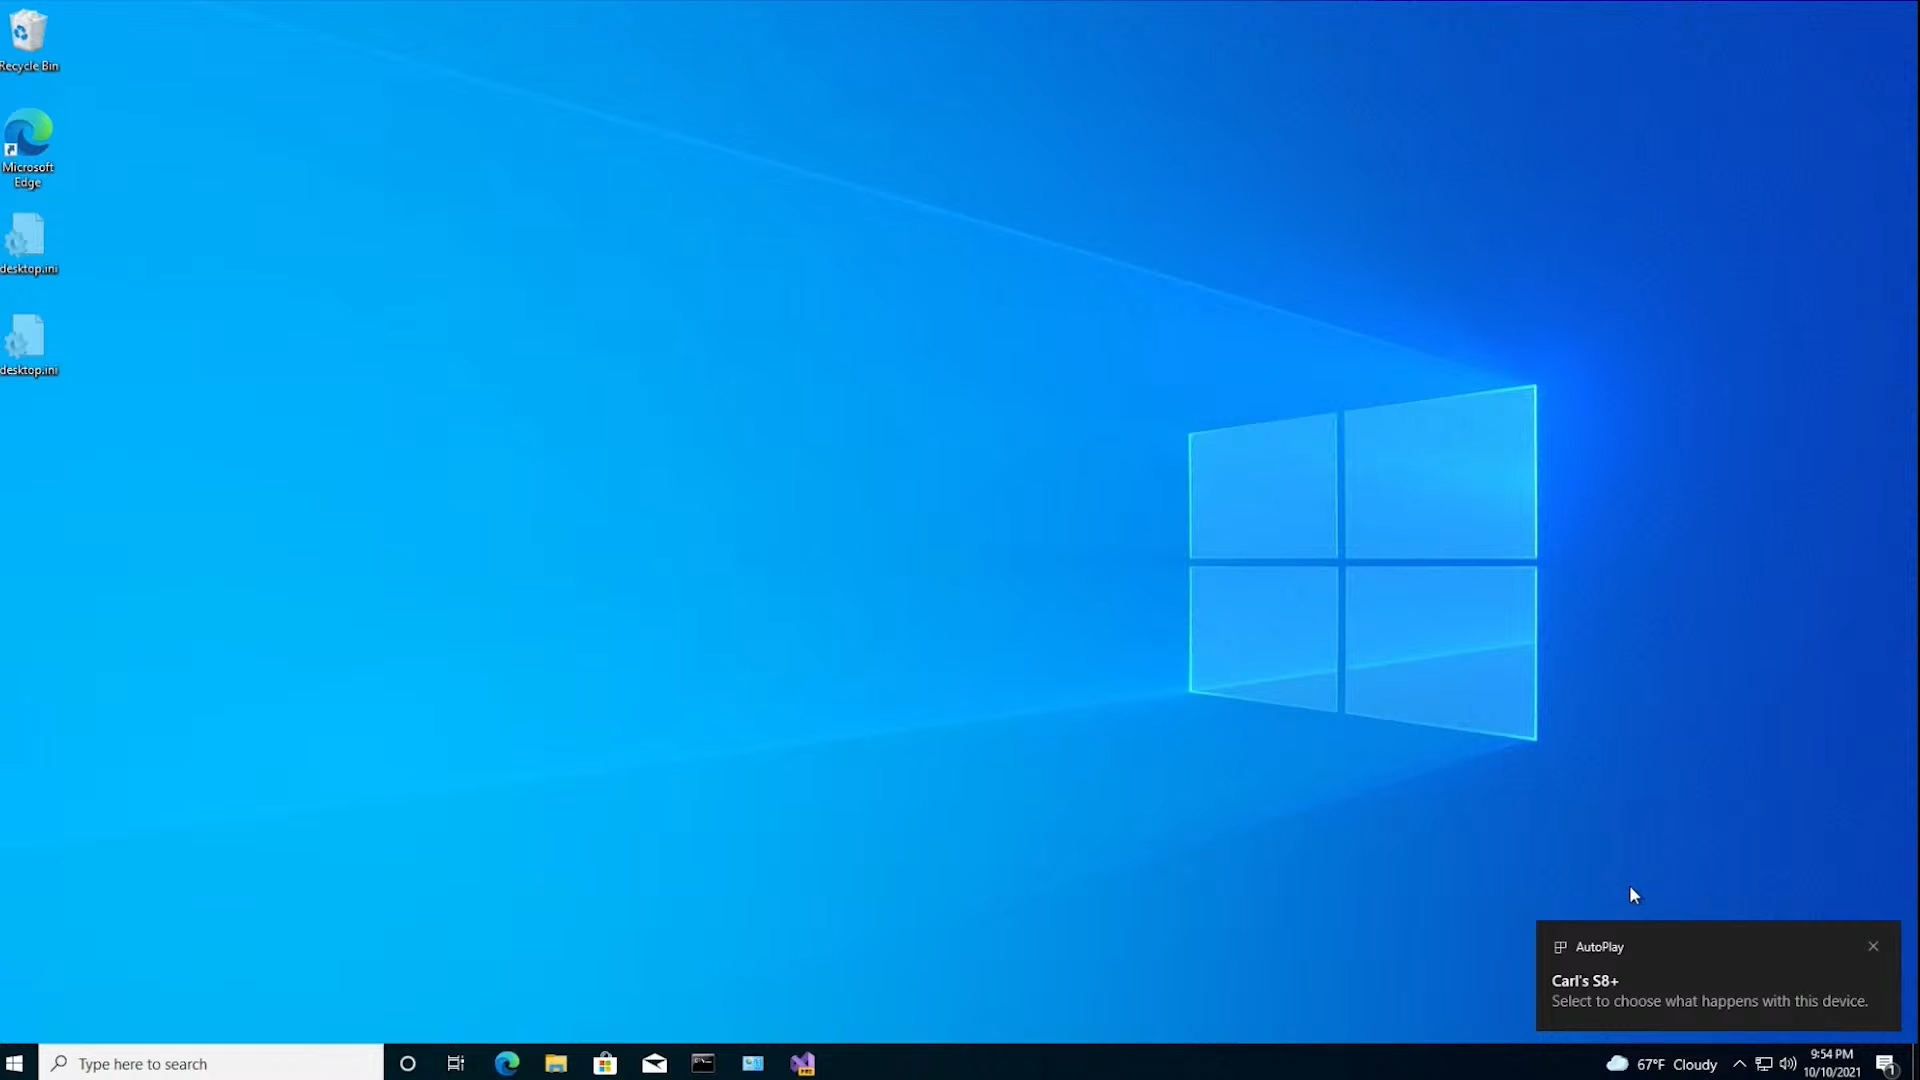 Recycle Bin
Microsoft
Edge
desktop.ini
desktop.ini
AutoPlay
Carl's S8+
Select to choose what happens with this device.
Type here to search
67°F Cloudy
9:54 PM
10/10/2021
1